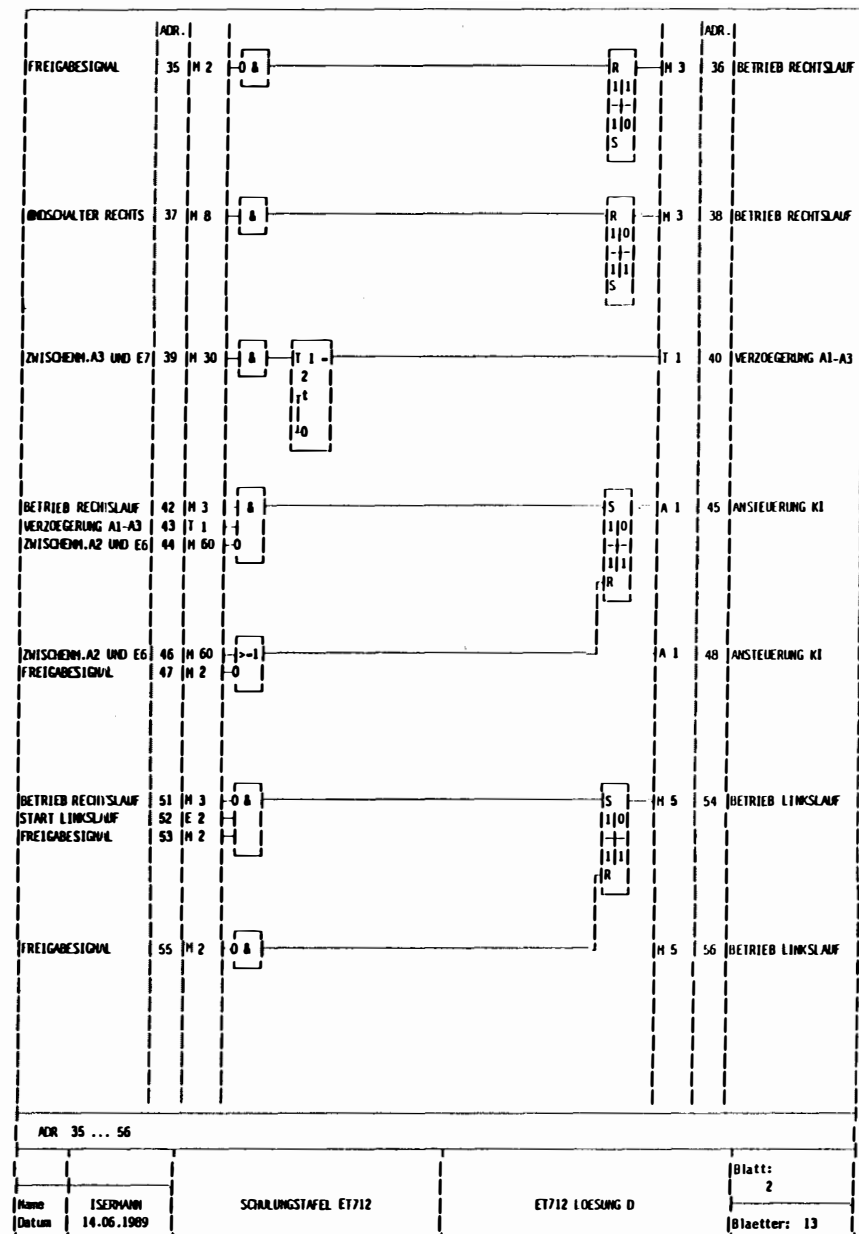 ADR. ADR.
FREIGABESIGNAL 35 M 2 O & R M 3 36 BETRIEB RECHTSLAUF
1 1
1 0
S
ENDSCHALTER RECHTS 37 M 8 & R M 3 38 BETRIEB RECHTSLAUF
1 0
1 1
S
ZWISCHENM.A3 UND E7 39 M 30 & T 1 - T 1 40 VERZOEGERUNG A1-A3
2
t
0
BETRIEB RECHTSLAUF 42 M 3 & S A 1 45 ANSTEUERUNG K1
VERZOEGERUNG A1-A3 43 T 1 1 0
ZWISCHENM.A2 UND E6 44 M 60 O
1 1
R
ZWISCHENM.A2 UND E6 46 M 60 >=1 A 1 48 ANSTEUERUNG K1
FREIGABESIGNAL 47 M 2 O
BETRIEB RECHTSLAUF 51 M 3 O & S M 5 54 BETRIEB LINKSLAUF
START LINKSLAUF 52 E 2 1 0
FREIGABESIGNAL 53 M 2
1 1
R
FREIGABESIGNAL 55 M 2 O & M 5 56 BETRIEB LINKSLAUF
ADR 35 ... 56
Blatt:
2
Name ISERMANN SCHULUNGSTAFEL ET712 ET712 LOESUNG D
Datum 14.06.1989 Blaetter: 13